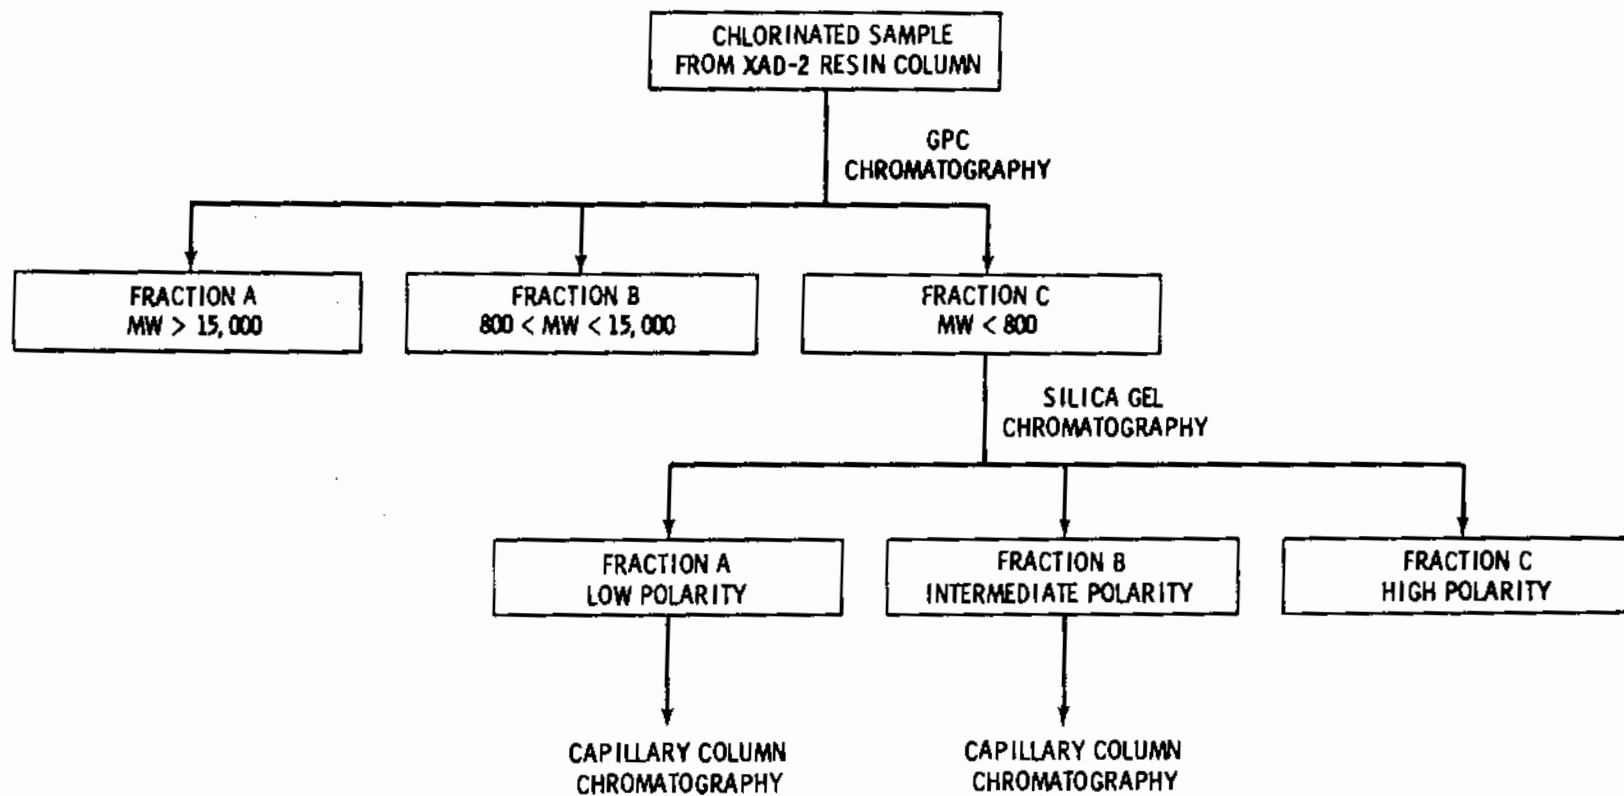 CHLORINATED SAMPLE
FROM XAD-2 RESIN COLUMN
GPC
CHROMATOGRAPHY
FRACTION A
MW > 15,000
FRACTION B
800 < MW < 15,000
FRACTION C
MW < 800
SILICA GEL
CHROMATOGRAPHY
FRACTION A
LOW POLARITY
FRACTION B
INTERMEDIATE POLARITY
FRACTION C
HIGH POLARITY
CAPILLARY COLUMN
CHROMATOGRAPHY
CAPILLARY COLUMN
CHROMATOGRAPHY